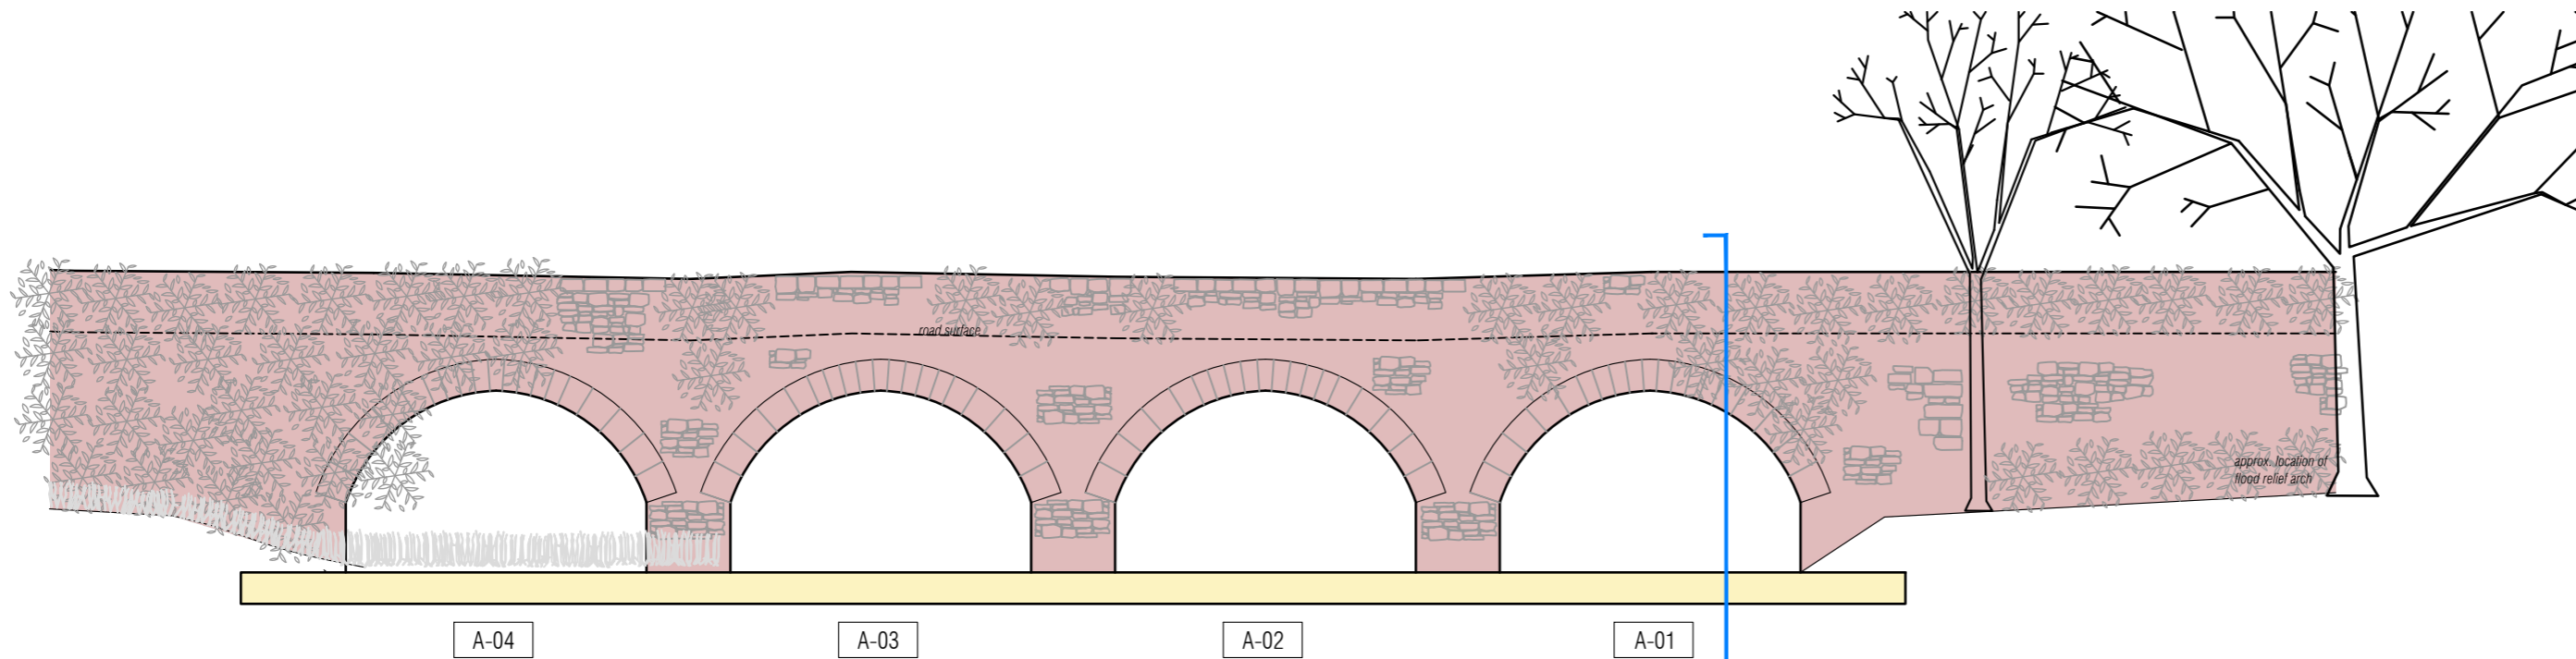 road surface
approx. location of
flood relief arch
A-04
A-03
A-02
A-01